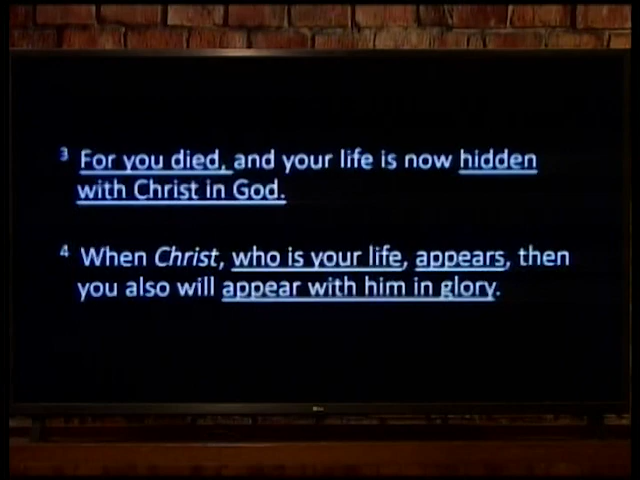 3 For you died, and your life is now hidden
with Christ in God.
4 When Christ, who is your life, appears, then
you also will appear with him in glory.